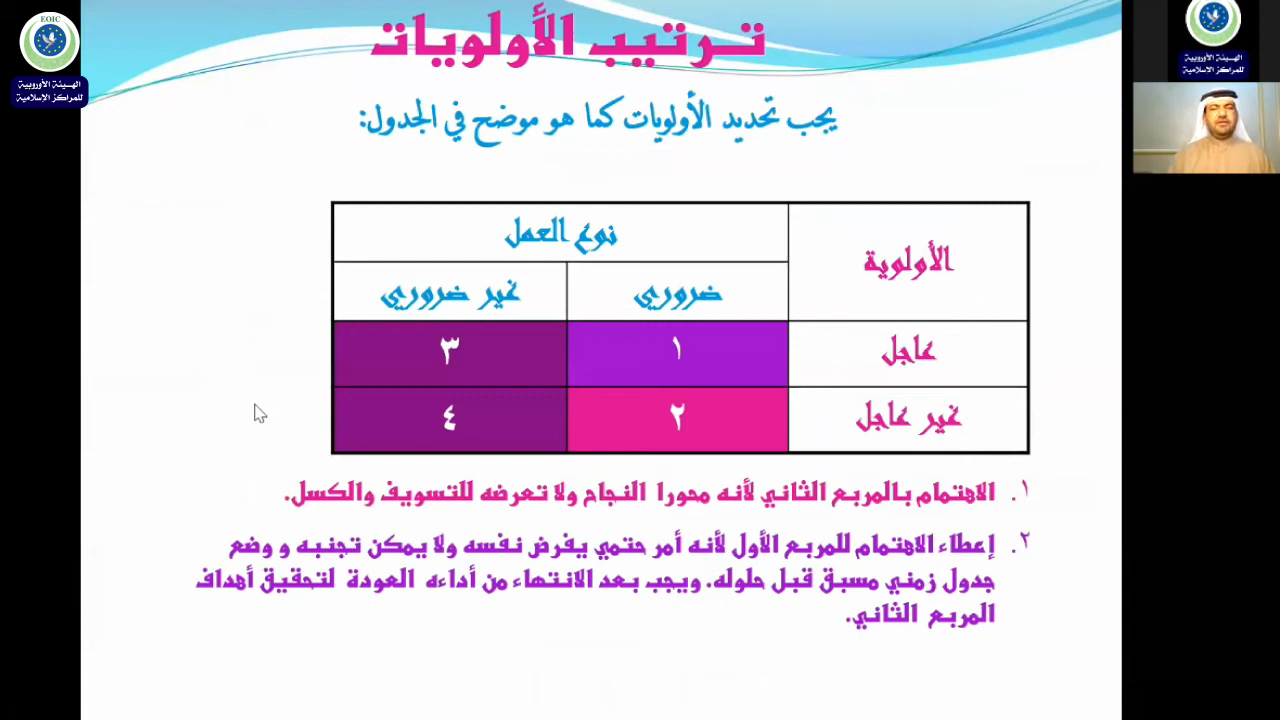 EOIC
الهيئة الأوروبية
للمراكز الإسلامية
ترتيب الأولويات
يجب تحديد الأولويات كما هو موضح في الجدول:
الأولوية
نوع العمل
ضروري
غير ضروري
عاجل
١
٣
غير عاجل
٢
٤
١. الاهتمام بالمربع الثاني لأنه محورا النجاح ولا تعرضه للتسويف والكسل.
٢. إعطاء الاهتمام للمربع الأول لأنه أمر حتمي يفرض نفسه ولا يمكن تجنبه و وضع
جدول زمني مسبق قبل حلوله. ويجب بعد الانتهاء من أداءه العودة لتحقيق أهداف
المربع الثاني.
الهيئة الأوروبية
للمراكز الاسلامية